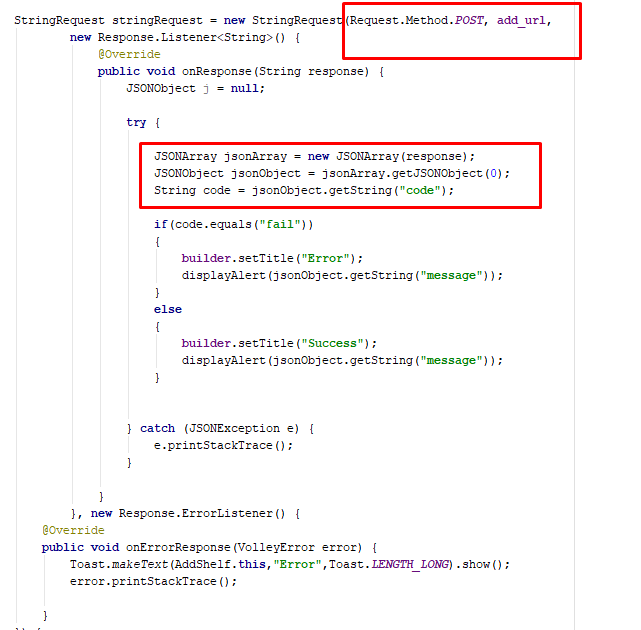 StringRequest stringRequest = new StringRequest(Request.Method.POST, add_url,
new Response.Listener<String>() {
@Override
public void onResponse(String response) {
JSONObject j = null;
try {
JSONArray jsonArray = new JSONArray(response);
JSONObject jsonObject = jsonArray.getJSONObject(0);
String code = jsonObject.getString("code");
if(code.equals("fail"))
{
builder.setTitle("Error");
displayAlert(jsonObject.getString("message"));
}
else
{
builder.setTitle("Success");
displayAlert(jsonObject.getString("message"));
}
} catch (JSONException e) {
e.printStackTrace();
}
}
}, new Response.ErrorListener() {
@Override
public void onErrorResponse(VolleyError error) {
Toast.makeText(AddShelf.this,"Error",Toast.LENGTH_LONG).show();
error.printStackTrace();
}